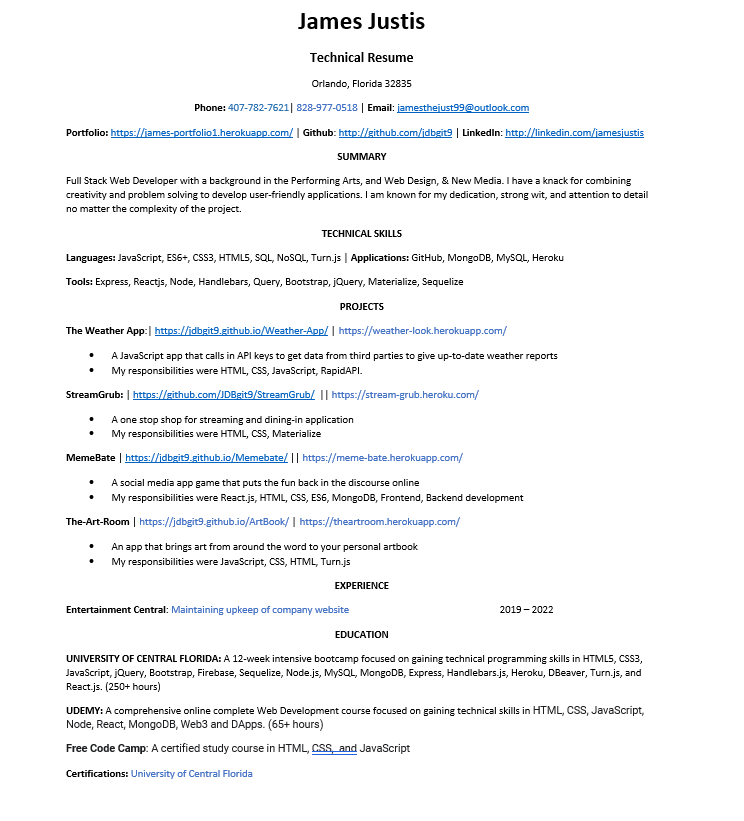 James Justis
Technical Resume
Orlando, Florida 32835
Phone: 407-782-7621| 828-977-0518 | Email: jamesthejust99@outlook.com
Portfolio: https://james-portfolio1.herokuapp.com/ | Github: http://github.com/jdbgit9 | LinkedIn: http://linkedin.com/jamesjustis
SUMMARY
Full Stack Web Developer with a background in the Performing Arts, and Web Design, & New Media. I have a knack for combining
creativity and problem solving to develop user-friendly applications. I am known for my dedication, strong wit, and attention to detail
no matter the complexity of the project.
TECHNICAL SKILLS
Languages: JavaScript, ES6+, CSS3, HTML5, SQL, NoSQL, Turn.js | Applications: GitHub, MongoDB, MySQL, Heroku
Tools: Express, Reactjs, Node, Handlebars, Query, Bootstrap, jQuery, Materialize, Sequelize
PROJECTS
The Weather App:| https://jdbgit9.github.io/Weather-App/ | https://weather-look.herokuapp.com/
• A JavaScript app that calls in API keys to get data from third parties to give up-to-date weather reports
• My responsibilities were HTML, CSS, JavaScript, RapidAPI.
StreamGrub: | https://github.com/JDBgit9/StreamGrub/ || https://stream-grub.heroku.com/
• A one stop shop for streaming and dining-in application
• My responsibilities were HTML, CSS, Materialize
MemeBate | https://jdbgit9.github.io/Memebate/ || https://meme-bate.herokuapp.com/
• A social media app game that puts the fun back in the discourse online
• My responsibilities were React.js, HTML, CSS, ES6, MongoDB, Frontend, Backend development
The-Art-Room | https://jdbgit9.github.io/ArtBook/ | https://theartroom.herokuapp.com/
• An app that brings art from around the word to your personal artbook
• My responsibilities were JavaScript, CSS, HTML, Turn.js
EXPERIENCE
Entertainment Central: Maintaining upkeep of company website 2019 – 2022
EDUCATION
UNIVERSITY OF CENTRAL FLORIDA: A 12-week intensive bootcamp focused on gaining technical programming skills in HTML5, CSS3,
JavaScript, jQuery, Bootstrap, Firebase, Sequelize, Node.js, MySQL, MongoDB, Express, Handlebars.js, Heroku, DBeaver, Turn.js, and
React.js. (250+ hours)
UDEMY: A comprehensive online complete Web Development course focused on gaining technical skills in HTML, CSS, JavaScript,
Node, React, MongoDB, Web3 and DApps. (65+ hours)
Free Code Camp: A certified study course in HTML, CSS, and JavaScript
Certifications: University of Central Florida